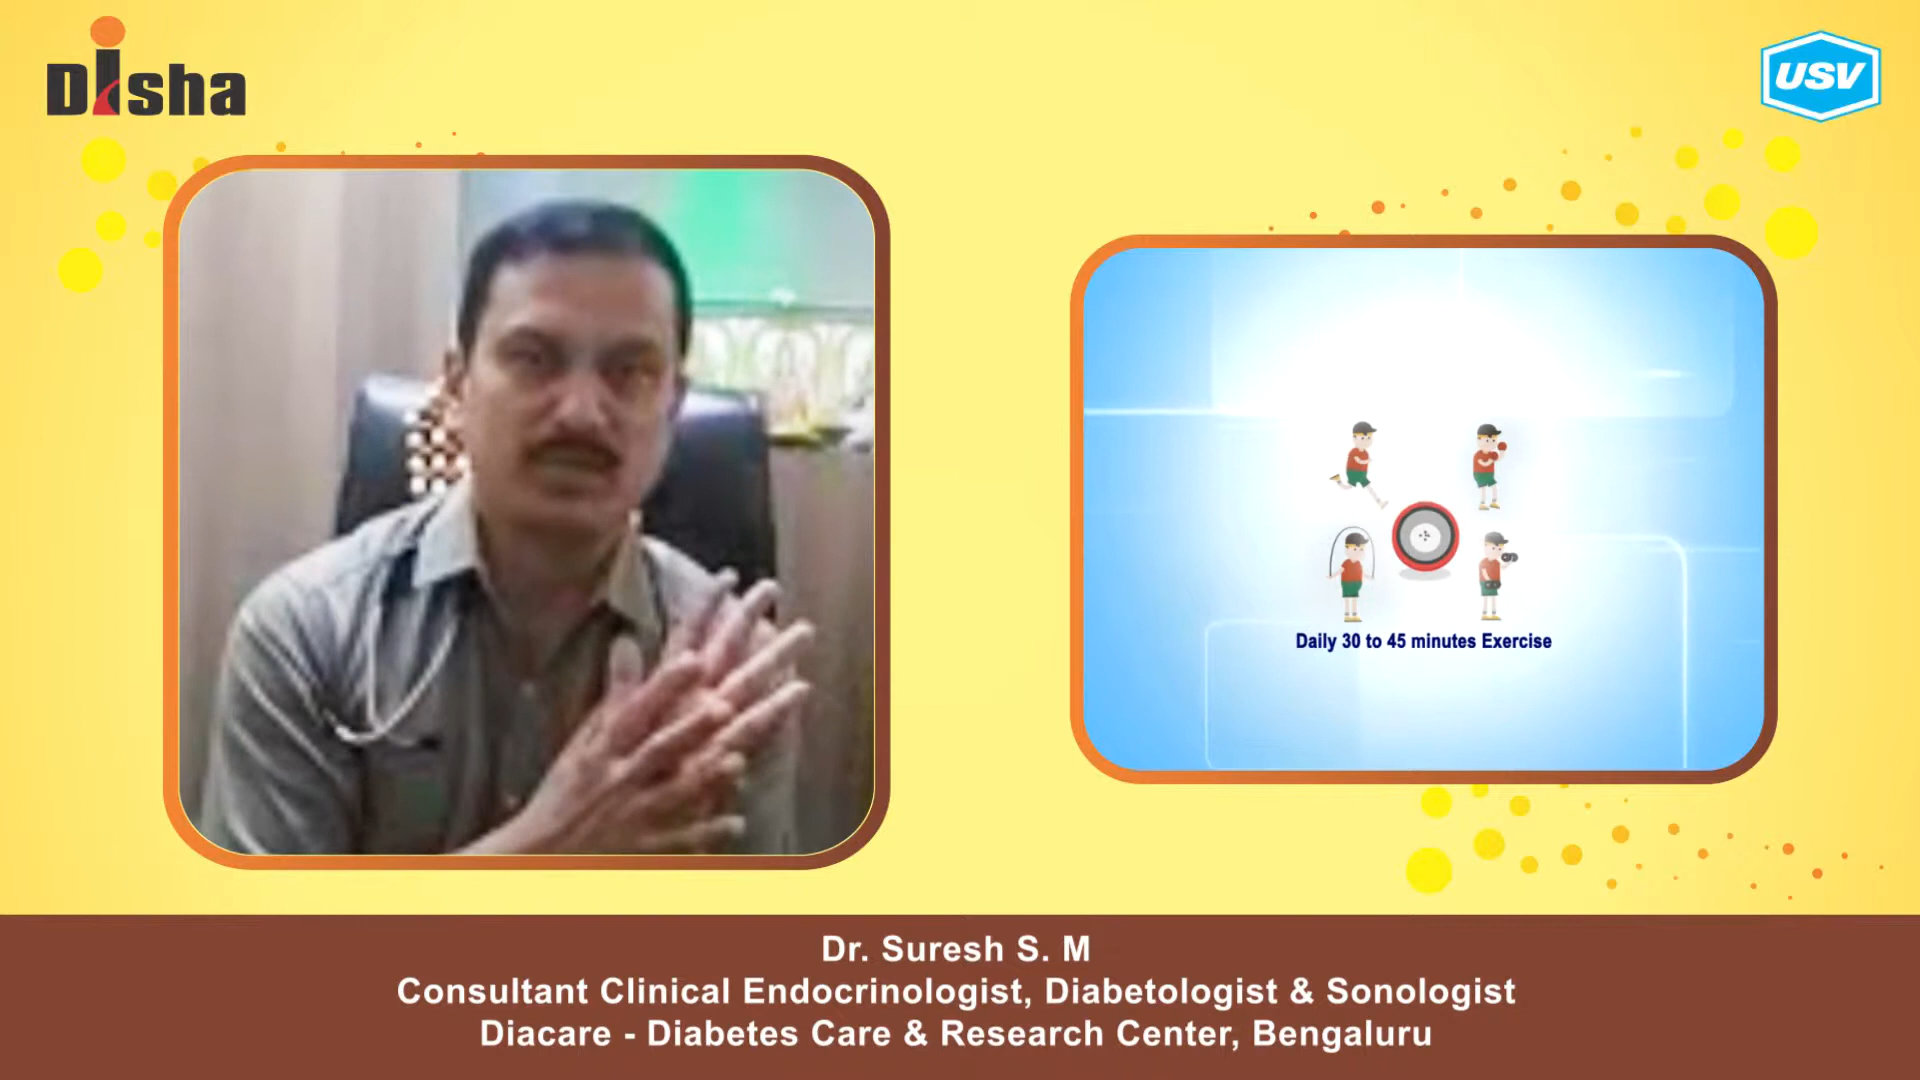 Disha
USV
Daily 30 to 45 minutes Exercise
Dr. Suresh S. M
Consultant Clinical Endocrinologist, Diabetologist & Sonologist
Diacare - Diabetes Care & Research Center, Bengaluru